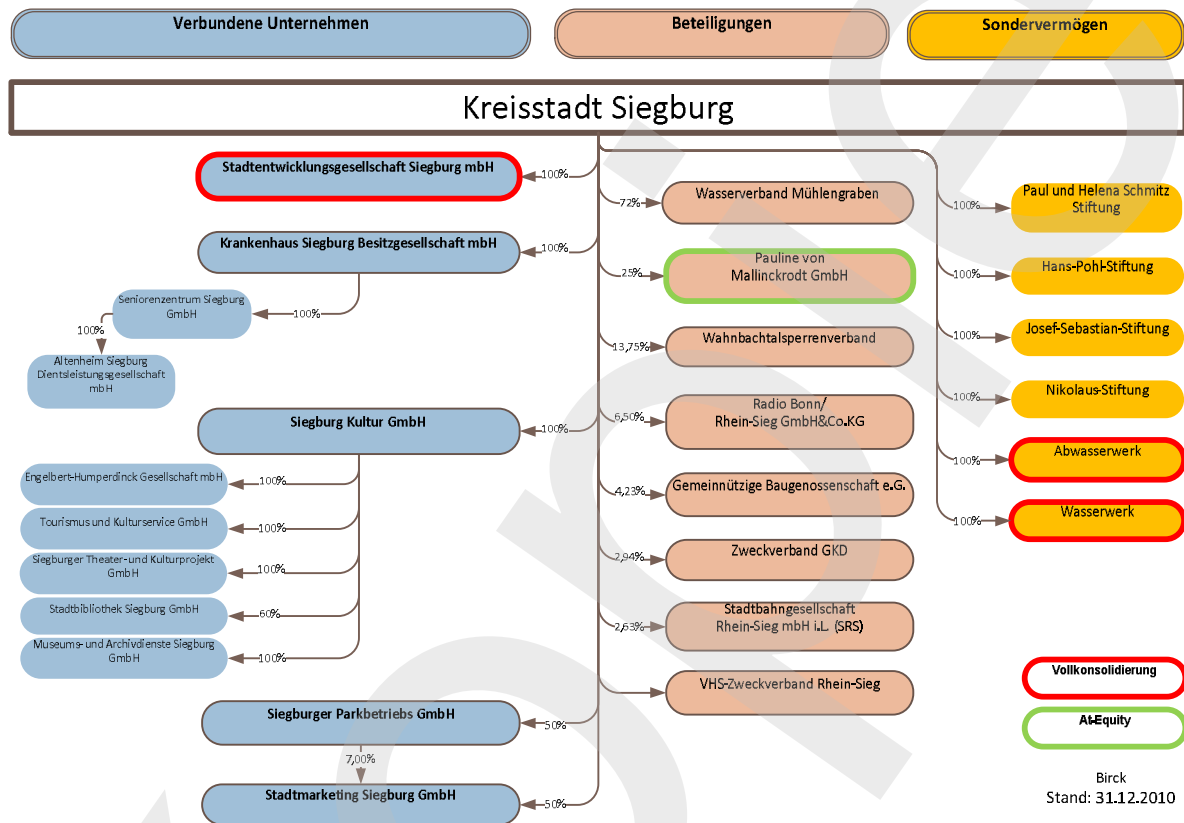 Verbundene Unternehmen
Beteiligungen
Sondervermögen
Kreisstadt Siegburg
Stadtentwicklungsgesellschaft Siegburg mbH
100%
Krankenhaus Siegburg Besitzgesellschaft mbH
100%
Seniorenzentrum Siegburg
GmbH
100%
100%
Altenheim Siegburg
Dientsleistungsgesellschaft
mbH
Siegburg Kultur GmbH
100%
Engelbert-Humperdinck Gesellschaft mbH
100%
Tourismus und Kulturservice GmbH
100%
Siegburger Theater-und Kulturprojekt
GmbH
100%
Stadtbibliothek Siegburg GmbH
60%
Museums- und Archivdienste Siegburg
GmbH
100%
Siegburger Parkbetriebs GmbH
50%
7,00%
Stadtmarketing Siegburg GmbH
50%
72%
Wasserverband Mühlengraben
25%
Pauline von
Mallinckrodt GmbH
13,75%
Wahnbachtalsperrenverband
6,50%
Radio Bonn/
Rhein-Sieg GmbH&Co.KG
4,23%
Gemeinnützige Baugenossenschaft e.G.
2,94%
Zweckverband GKD
2,63%
Stadtbahngesellschaft
Rhein-Sieg mbH i.L. (SRS)
VHS-Zweckverband Rhein-Sieg
100%
Paul und Helena Schmitz
Stiftung
100%
Hans-Pohl-Stiftung
100%
Josef-Sebastian-Stiftung
100%
Nikolaus-Stiftung
100%
Abwasserwerk
100%
Wasserwerk
Vollkonsolidierung
At-Equity
Birck
Stand: 31.12.2010